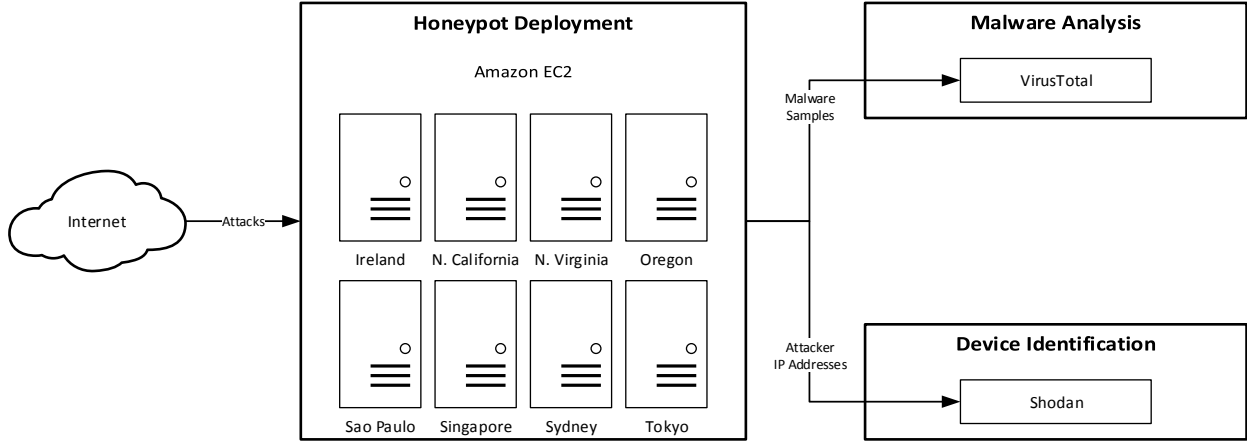 Honeypot Deployment
Amazon EC2
Malware Analysis
VirusTotal
Malware
Samples
Internet
Attacks
Ireland
N. California
N. Virginia
Oregon
Attacker
IP Addresses
Device Identification
Shodan
Sao Paulo
Singapore
Sydney
Tokyo